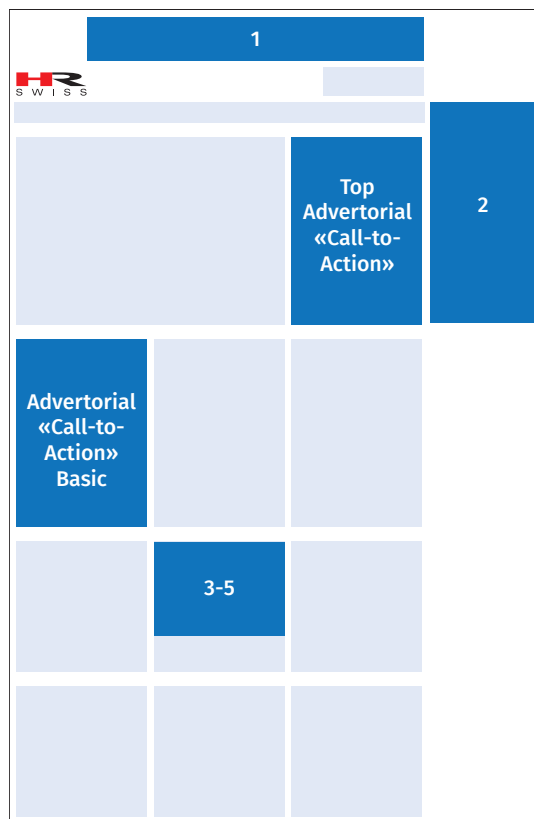 1
HR
SWISS
Top
Advertorial
«Call-to-
Action»
2
Advertorial
«Call-to-
Action»
Basic
3-5